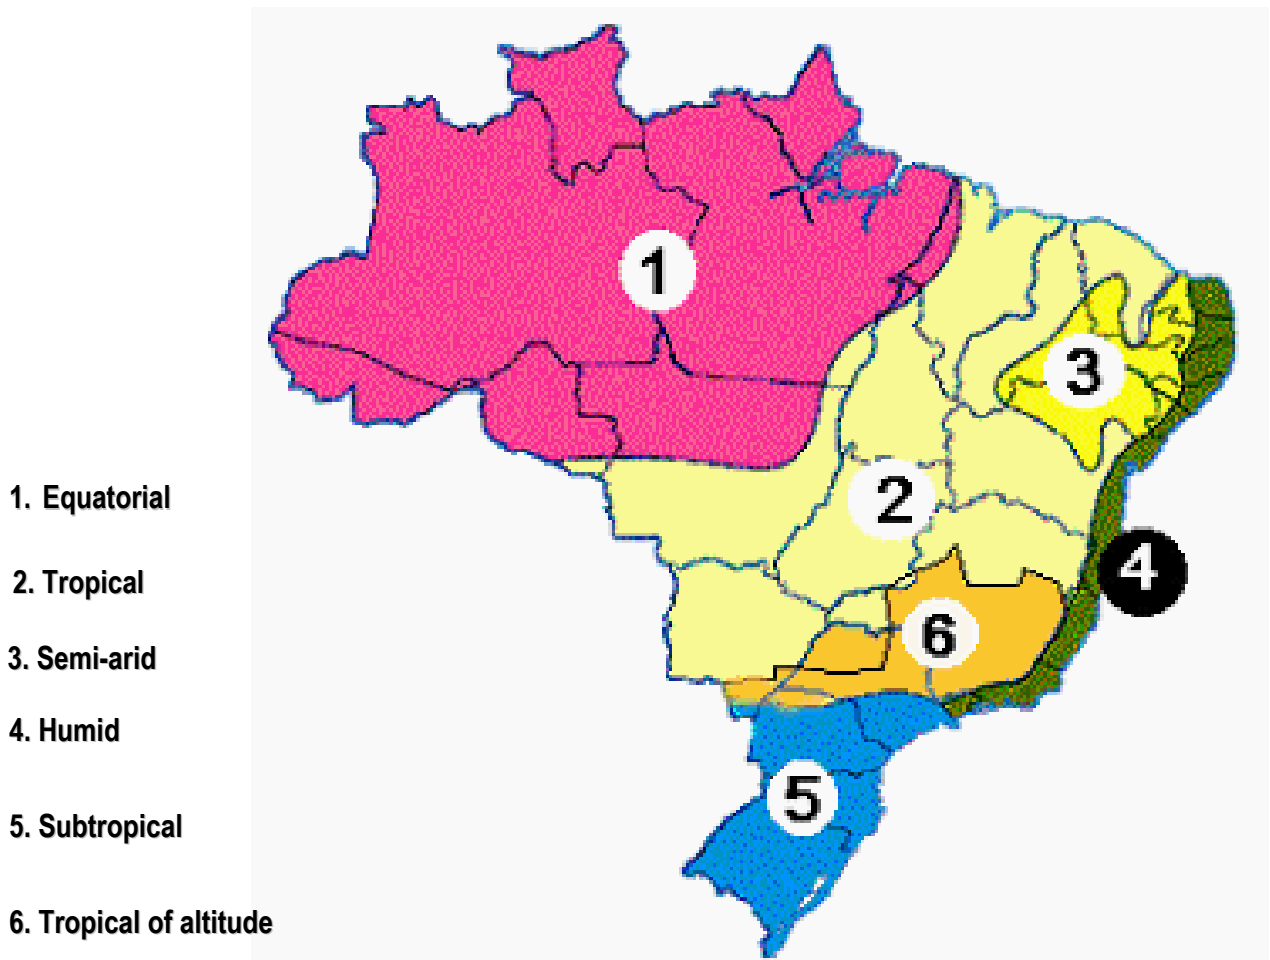 1
3
2
4
6
5
1. Equatorial
2. Tropical
3. Semi-arid
4. Humid
5. Subtropical
6. Tropical of altitude